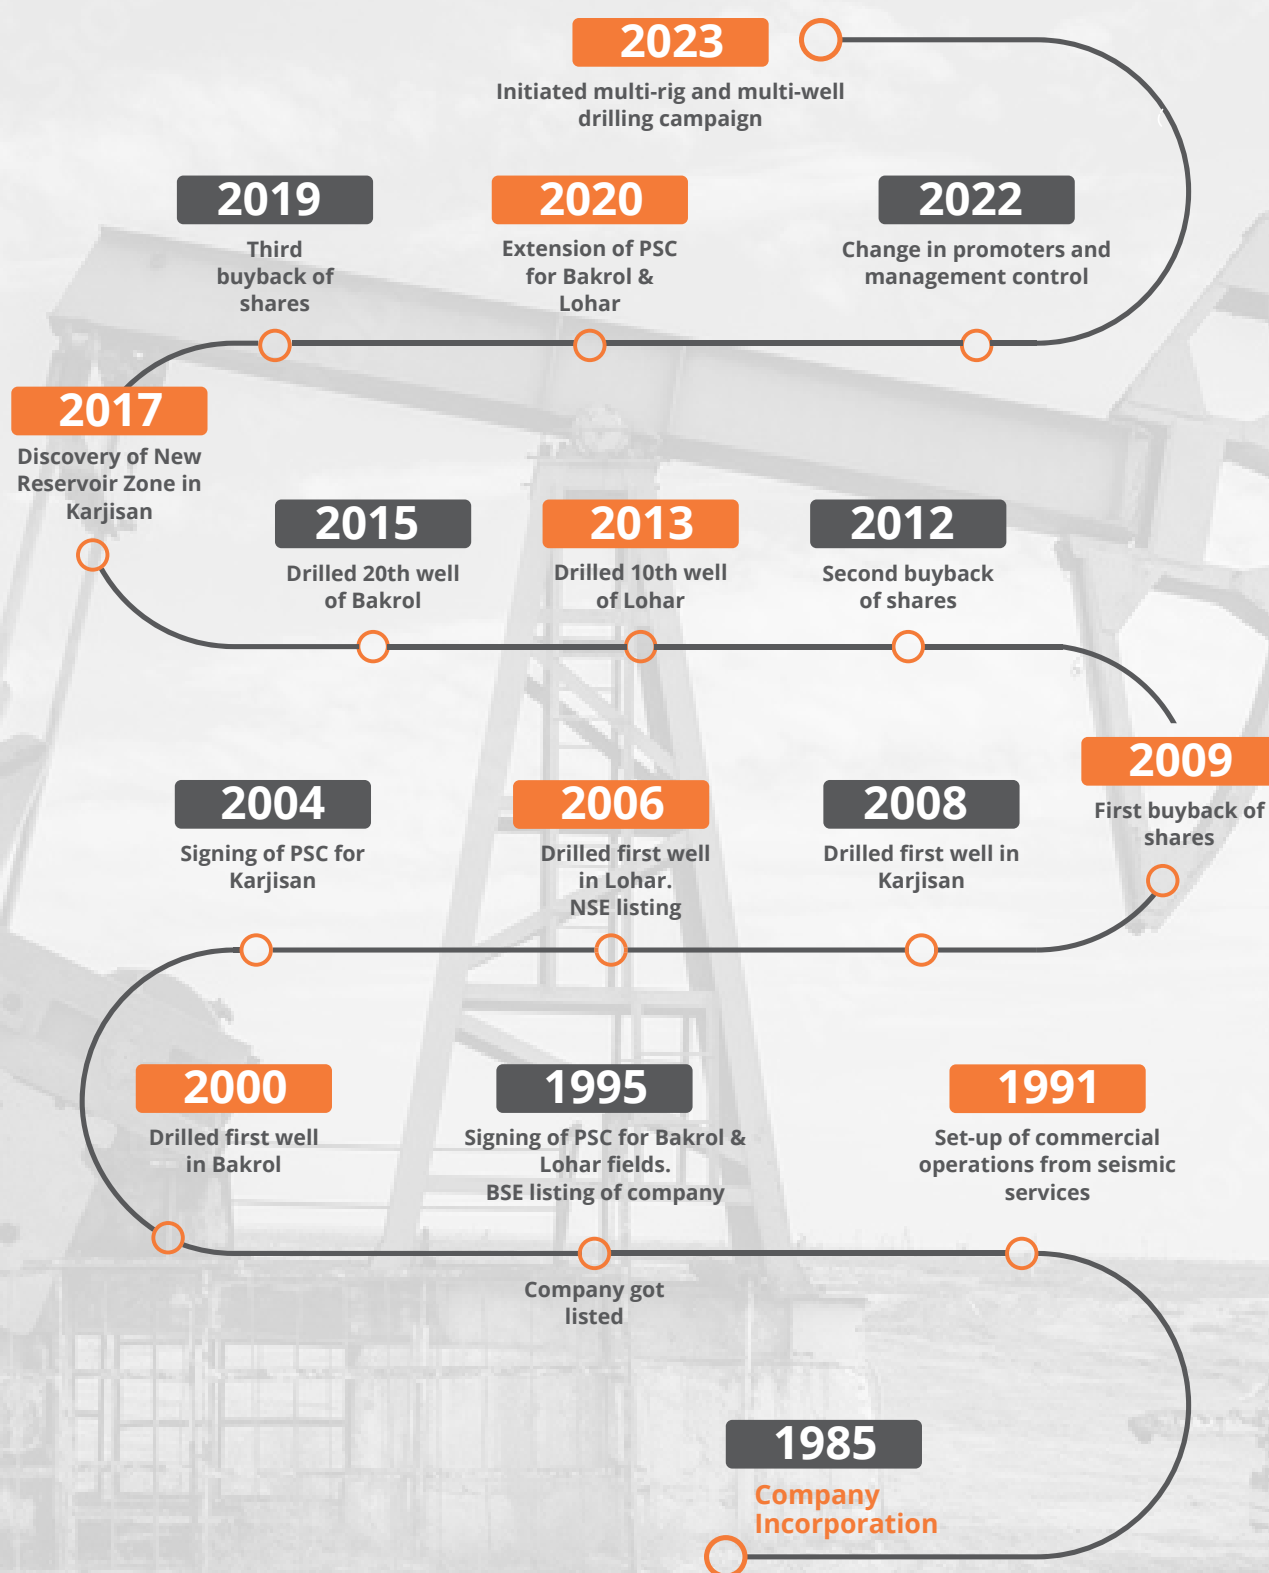 2023
Initiated multi-rig and multi-well
drilling campaign
2019
Third
buyback of
shares
2020
Extension of PSC
for Bakrol &
Lohar
2022
Change in promoters and
management control
2017
Discovery of New
Reservoir Zone in
Karjisan
2015
Drilled 20th well
of Bakrol
2013
Drilled 10th well
of Lohar
2012
Second buyback
of shares
2009
First buyback of
shares
2004
Signing of PSC for
Karjisan
2006
Drilled first well
in Lohar.
NSE listing
2008
Drilled first well in
Karjisan
2000
Drilled first well
in Bakrol
1995
Signing of PSC for Bakrol &
Lohar fields.
BSE listing of company
Company got
listed
1991
Set-up of commercial
operations from seismic
services
1985
Company
Incorporation